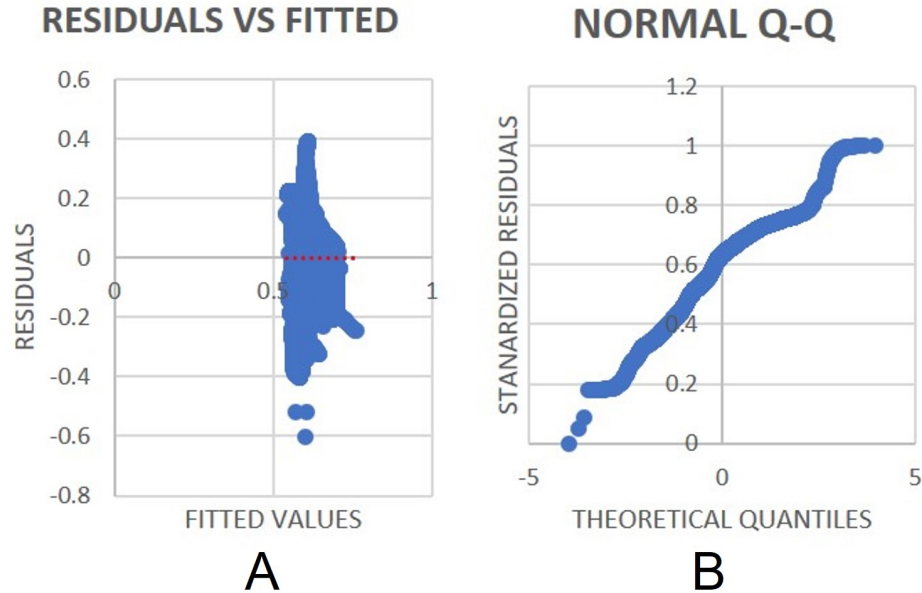 RESIDUALS VS FITTED
0.6
0.4
0.2
0
-0.2
-0.4
-0.6
-0.8
0
0.5
1
RESIDUALS
FITTED VALUES
A
NORMAL Q-Q
1.2
1
0.8
0.6
0.4
0.2
0
-5
0
5
STANARDIZED RESIDUALS
THEORETICAL QUANTILES
B